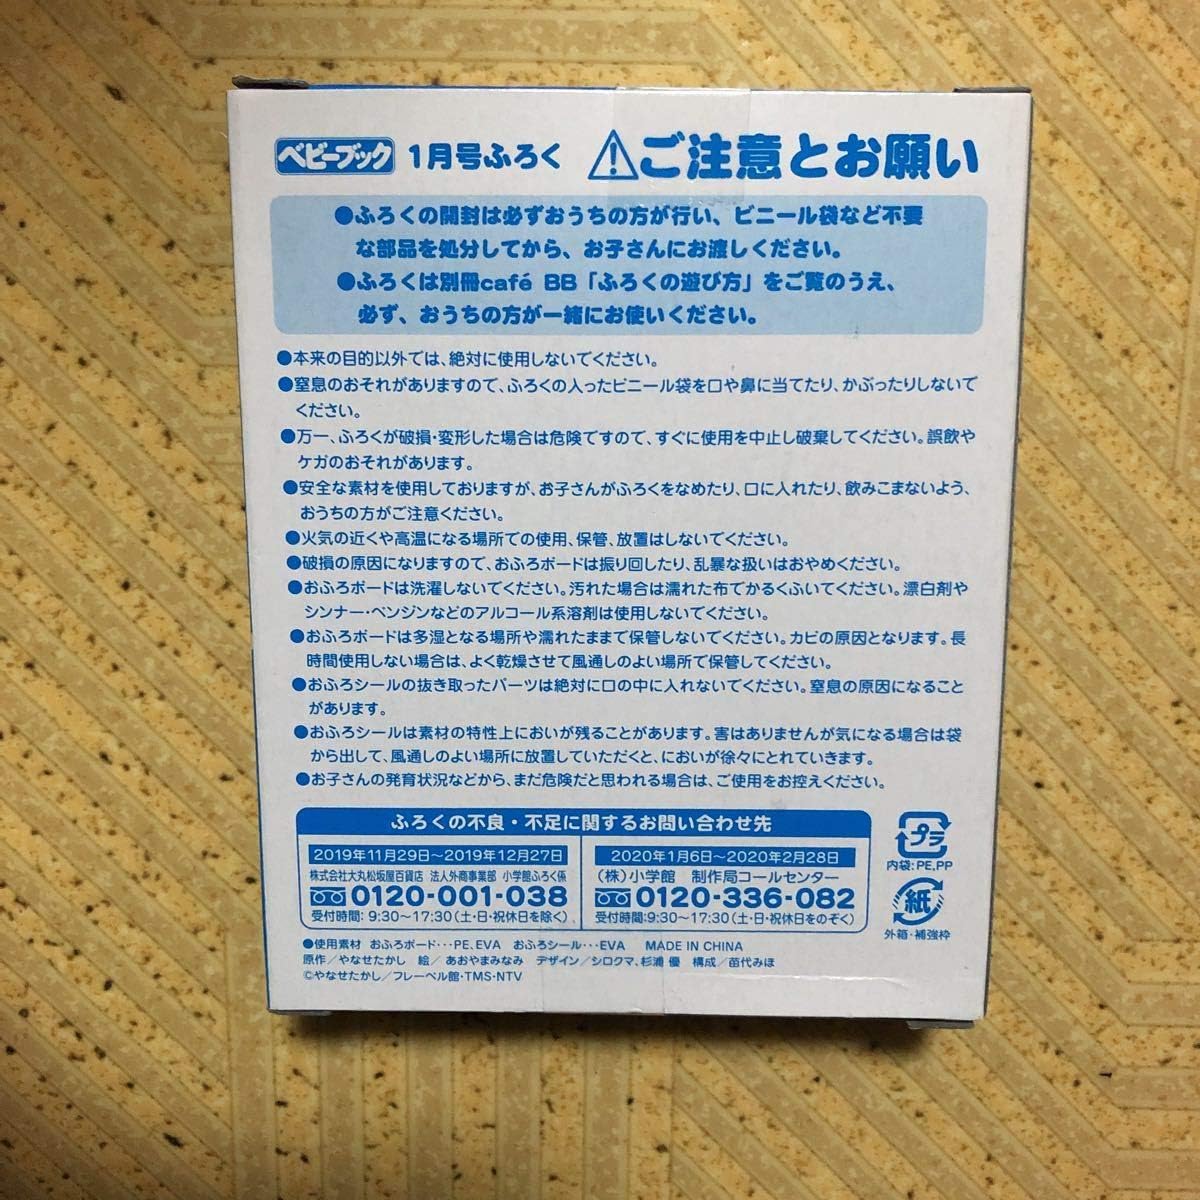 ベビーブック 1月号ふろく ⚠ご注意とお願い
●ふろくの開封は必ずおうちの方が行い、ビニール袋など不要
な部品を処分してから、お子さんにお渡しください。
●ふろくは別冊café BB「ふろくの遊び方」をご覧のうえ、
必ず、おうちの方が一緒にお使いください。
●本来の目的以外では、絶対に使用しないでください。
●窒息のおそれがありますので、ふろくの入ったビニール袋を口や鼻に当てたり、かぶったりしないで
ください。
●万一、ふろくが破損・変形した場合は危険ですので、すぐに使用を中止し破棄してください。誤飲や
ケガのおそれがあります。
●安全な素材を使用しておりますが、お子さんがふろくをなめたり、口に入れたり、飲みこまないよう、
おうちの方がご注意ください。
●火気の近くや高温になる場所での使用、保管、放置はしないでください。
●破損の原因になりますので、おふろボードは振り回したり、乱暴な扱いはおやめください。
●おふろボードは洗濯しないでください。汚れた場合は濡れた布でかるくふいてください。漂白剤や
シンナー・ベンジンなどのアルコール系溶剤は使用しないでください。
●おふろボードは多湿となる場所や濡れたままで保管しないでください。カビの原因となります。長
時間使用しない場合は、よく乾燥させて風通しのよい場所で保管してください。
●おふろシールの抜き取ったパーツは絶対に口の中に入れないでください。窒息の原因になること
があります。
●おふろシールは素材の特性上においが残ることがあります。害はありませんが気になる場合は袋
から出して、風通しのよい場所に放置していただくと、においが徐々にとれていきます。
●お子さんの発育状況などから、まだ危険だと思われる場合は、ご使用をお控えください。
ふろくの不良・不足に関するお問い合わせ先
2019年11月29日～2019年12月27日
株式会社大丸松坂屋百貨店 法人外商事業部 小学館ふろく係
0120-001-038
受付時間：9:30～17:30（土・日・祝休日を除く）
2020年1月6日～2020年2月28日
（株）小学館 制作局コールセンター
0120-336-082
受付時間：9:30～17:30（土・日・祝休日をのぞく）
プラ
内袋：PE,PP
紙
外箱・補強枠
●使用素材 おふろボード…PE、EVA おふろシール…EVA MADE IN CHINA
原作／やなせたかし 絵／あおやまみなみ デザイン／シロクマ、杉浦 優 構成／苗代みほ
©やなせたかし／フレーベル館・TMS・NTV